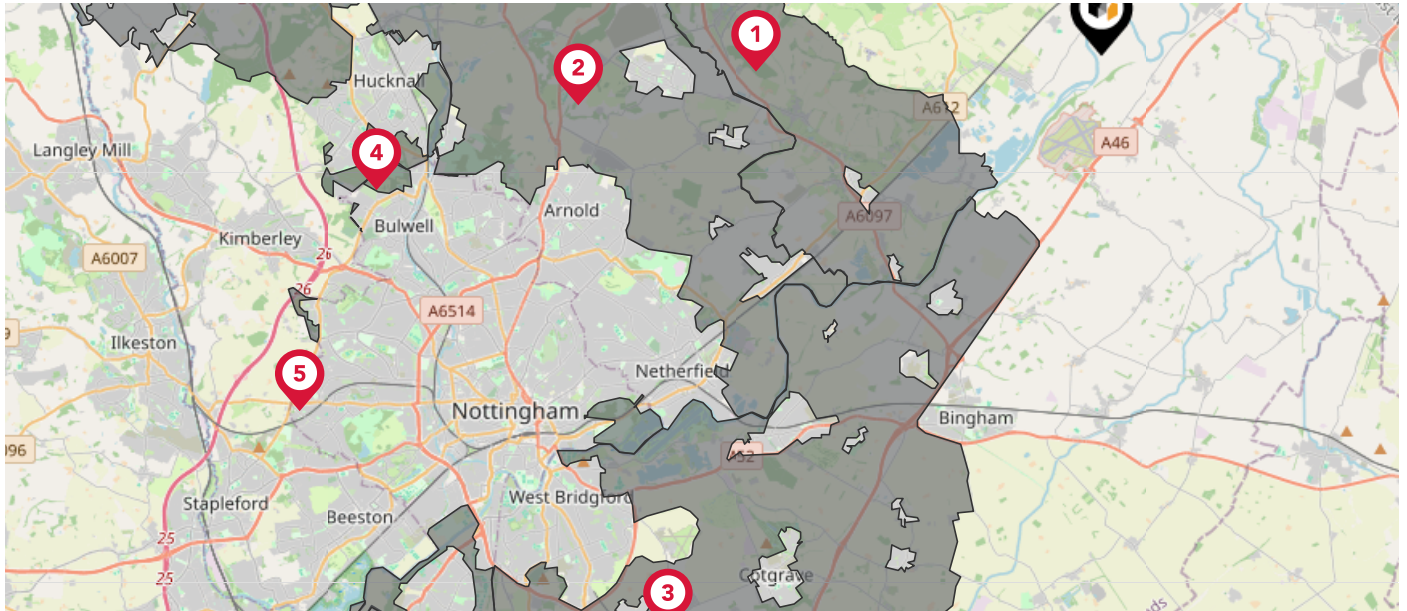 1
2
Hucknall
A612
A46
Langley Mill
4
Arnold
A6097
Bulwell
Kimberley
26
A6007
26
A6514
Ilkeston
5
Netherfield
Nottingham
Bingham
A52
West Bridgford
Stapleford
Beeston
25
25
Cotgrave
3